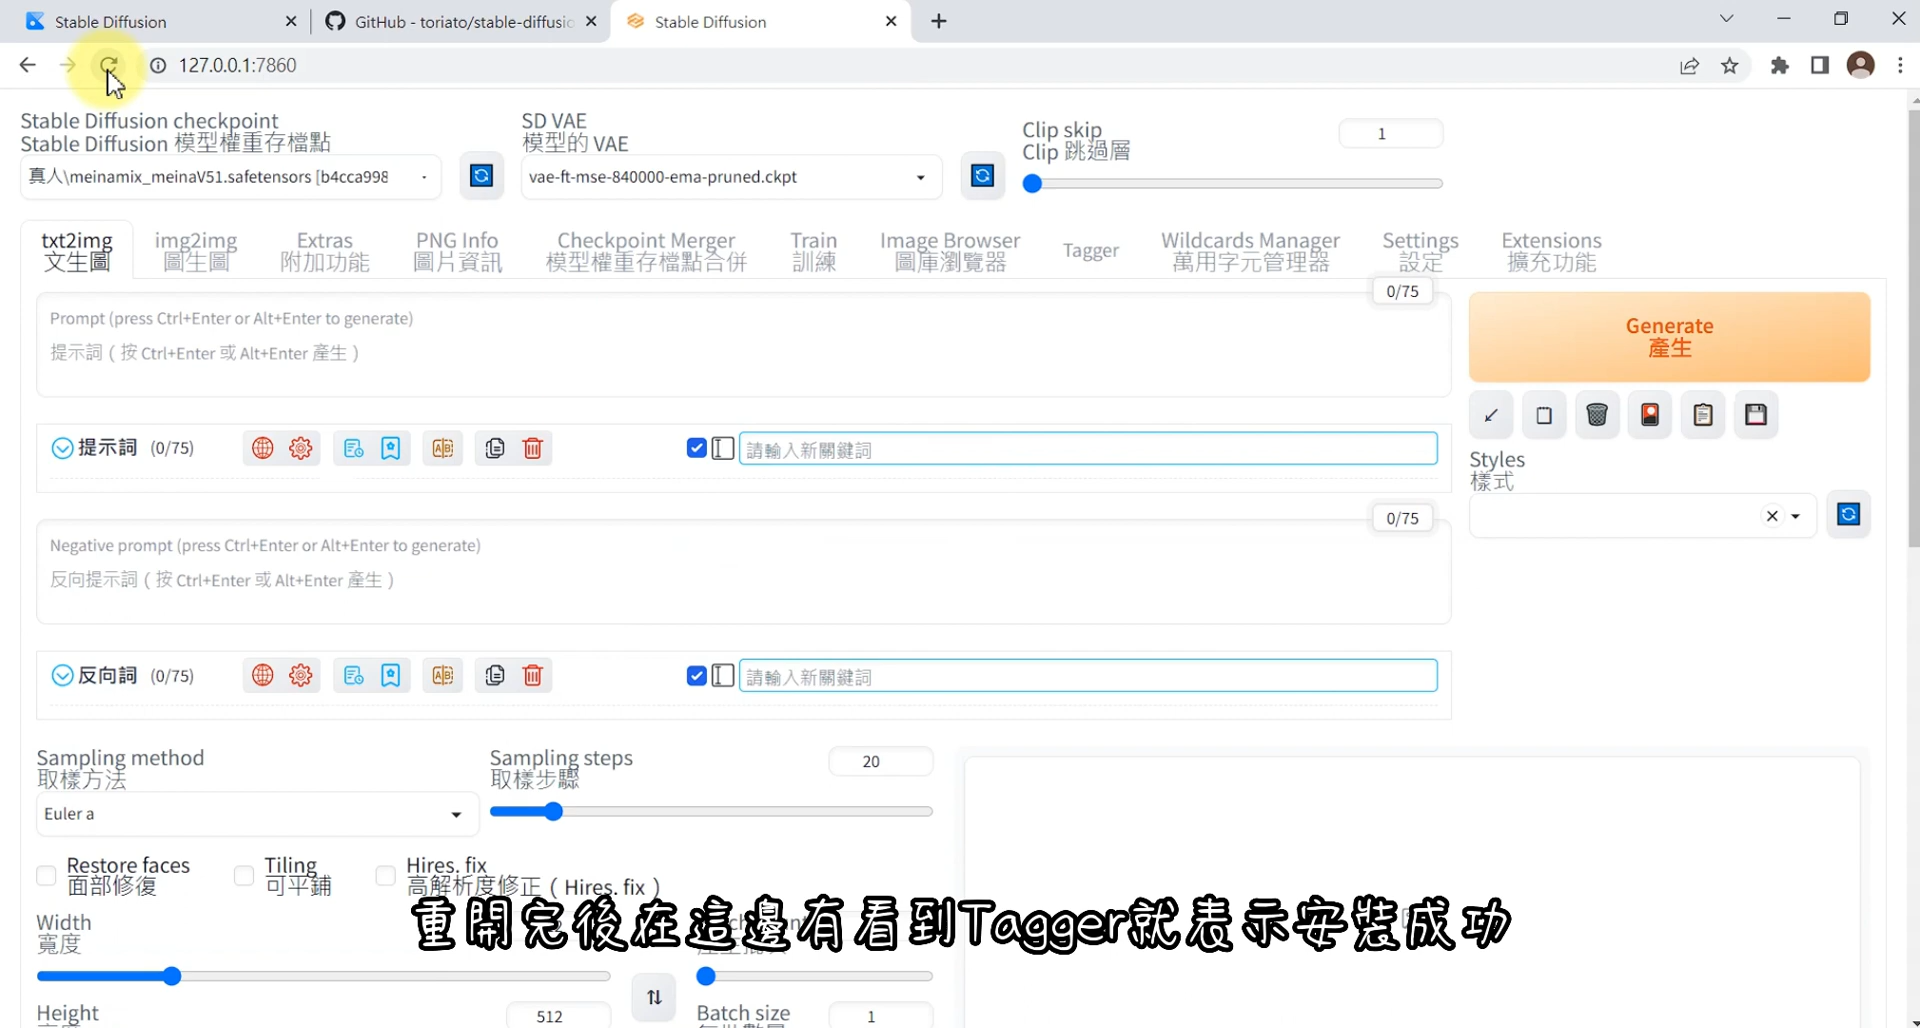 Stable Diffusion
GitHub - toriato/stable-diffusio
Stable Diffusion
127.0.0.1:7860
Stable Diffusion checkpoint
Stable Diffusion 模型權重存檔點
真人\meinamix_meinaV51.safetensors [b4cca998
SD VAE
模型的 VAE
vae-ft-mse-840000-ema-pruned.ckpt
Clip skip
Clip 跳過層
1
txt2img
文生圖
img2img
圖生圖
Extras
附加功能
PNG Info
圖片資訊
Checkpoint Merger
模型權重存檔點合併
Train
訓練
Image Browser
圖庫瀏覽器
Tagger
Wildcards Manager
萬用字元管理器
Settings
設定
Extensions
擴充功能
0/75
Prompt (press Ctrl+Enter or Alt+Enter to generate)
提示詞（按 Ctrl+Enter 或 Alt+Enter 產生）
Generate
產生
提示詞 (0/75)
請輸入新關鍵詞
Styles
樣式
0/75
Negative prompt (press Ctrl+Enter or Alt+Enter to generate)
反向提示詞（按 Ctrl+Enter 或 Alt+Enter 產生）
反向詞 (0/75)
請輸入新關鍵詞
Sampling method
取樣方法
Euler a
Sampling steps
取樣步驟
20
Restore faces
面部修復
Tiling
可平鋪
Hires. fix
高解析度修正（Hires. fix）
重開完後在這邊有看到Tagger就表示安裝成功
Width
寬度
Height
512
Batch size
1